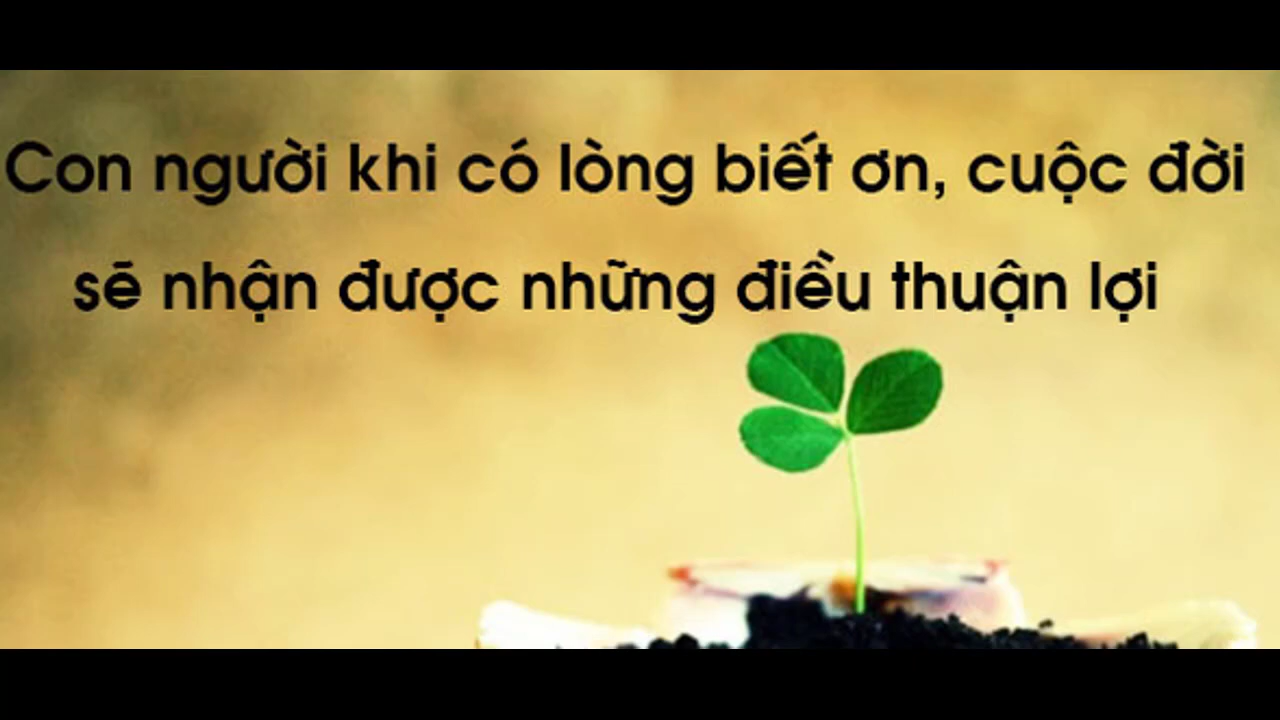 Con người khi có lòng biết ơn, cuộc đời
sẽ nhận được những điều thuận lợi